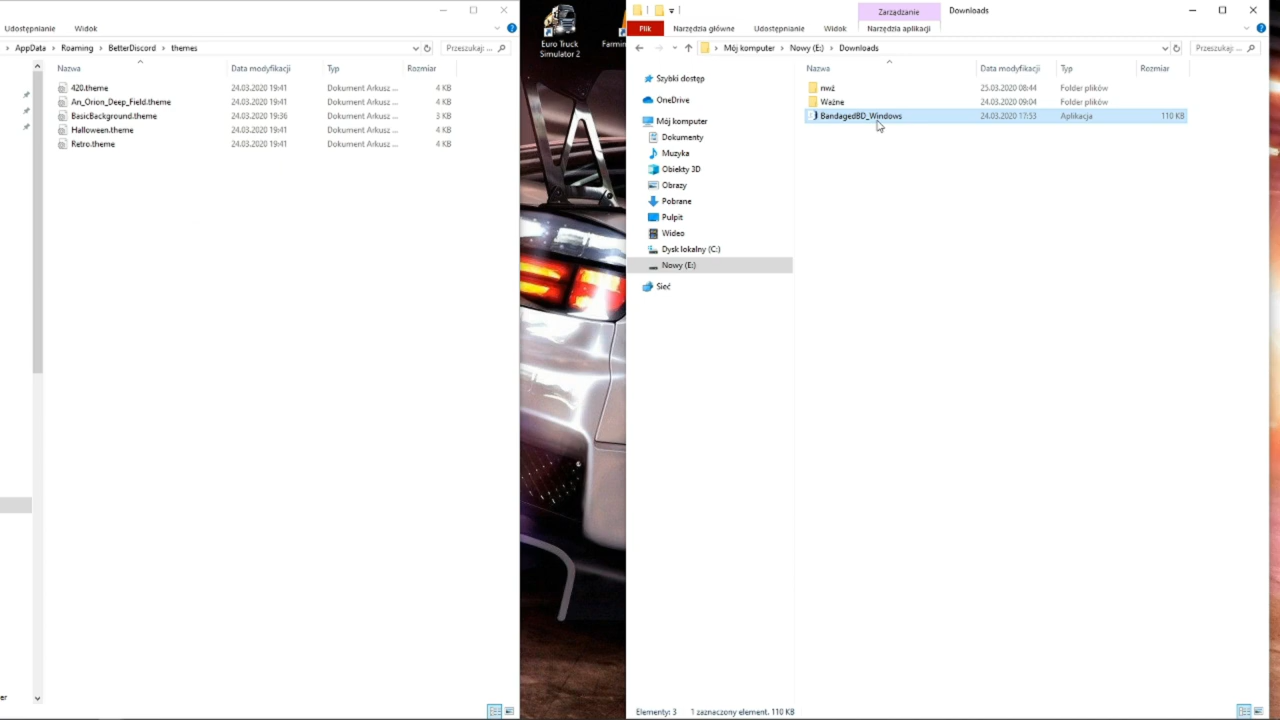 Udostępnianie Widok
AppData Roaming BetterDiscord themes Przeszukaj: ...
Nazwa Data modyfikacji Typ Rozmiar
420.theme 24.03.2020 19:41 Dokument Arkusz ... 4 KB
An_Orion_Deep_Field.theme 24.03.2020 19:41 Dokument Arkusz ... 4 KB
BasicBackground.theme 24.03.2020 19:30 Dokument Arkusz ... 3 KB
Halloween.theme 24.03.2020 19:41 Dokument Arkusz ... 4 KB
Retro.theme 24.03.2020 19:41 Dokument Arkusz ... 4 KB
er
Euro Truck
Simulator 2
Farmin
Zarządzanie Downloads
Plik Narzędzia główne Udostępnianie Widok Narzędzia aplikacji
Mój komputer Nowy (E:) Downloads Przeszukaj: ...
Szybki dostęp
OneDrive
Mój komputer
Dokumenty
Muzyka
Obiekty 3D
Obrazy
Pobrane
Pulpit
Wideo
Dysk lokalny (C:)
Nowy (E:)
Sieć
Nazwa Data modyfikacji Typ Rozmiar
nwż 25.03.2020 08:44 Folder plików
Ważne 24.03.2020 09:04 Folder plików
BandagedBD_Windows 24.03.2020 17:53 Aplikacja 110 KB
Elementy: 3 1 zaznaczony element. 110 KB